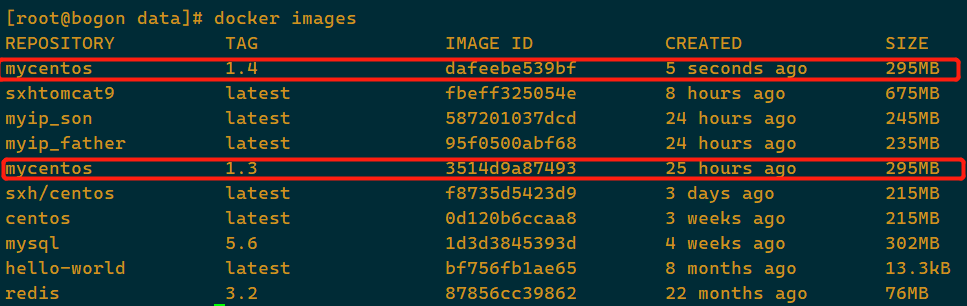 [root@bogon data]# docker images
REPOSITORY TAG IMAGE ID CREATED SIZE
mycentos 1.4 dafeebe539bf 5 seconds ago 295MB
sxhtomcat9 latest fbeff325054e 8 hours ago 675MB
myip_son latest 587201037dcd 24 hours ago 245MB
myip_father latest 95f0500abf68 24 hours ago 235MB
mycentos 1.3 3514d9a87493 25 hours ago 295MB
sxh/centos latest f8735d5423d9 3 days ago 215MB
centos latest 0d120b6ccaa8 3 weeks ago 215MB
mysql 5.6 1d3d3845393d 4 weeks ago 302MB
hello-world latest bf756fb1ae65 8 months ago 13.3kB
redis 3.2 87856cc39862 22 months ago 76MB